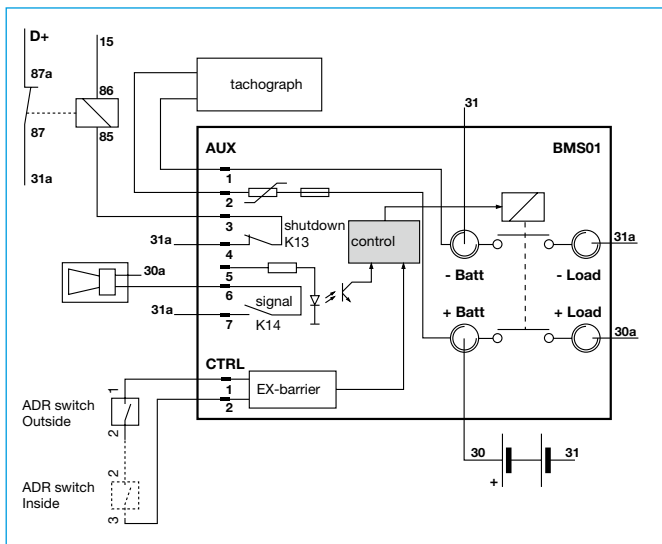 D+
15
87a
86
87
85
31a
tachograph
31
AUX
BMS01
1
2
3
shutdown
K13
31a
4
control
31a
- Batt
- Load
5
30a
6
signal
31a
7
K14
+ Batt
+ Load
30a
CTRL
1
EX-barrier
2
ADR switch
Outside
1
2
30
31
+
ADR switch
Inside
2
3